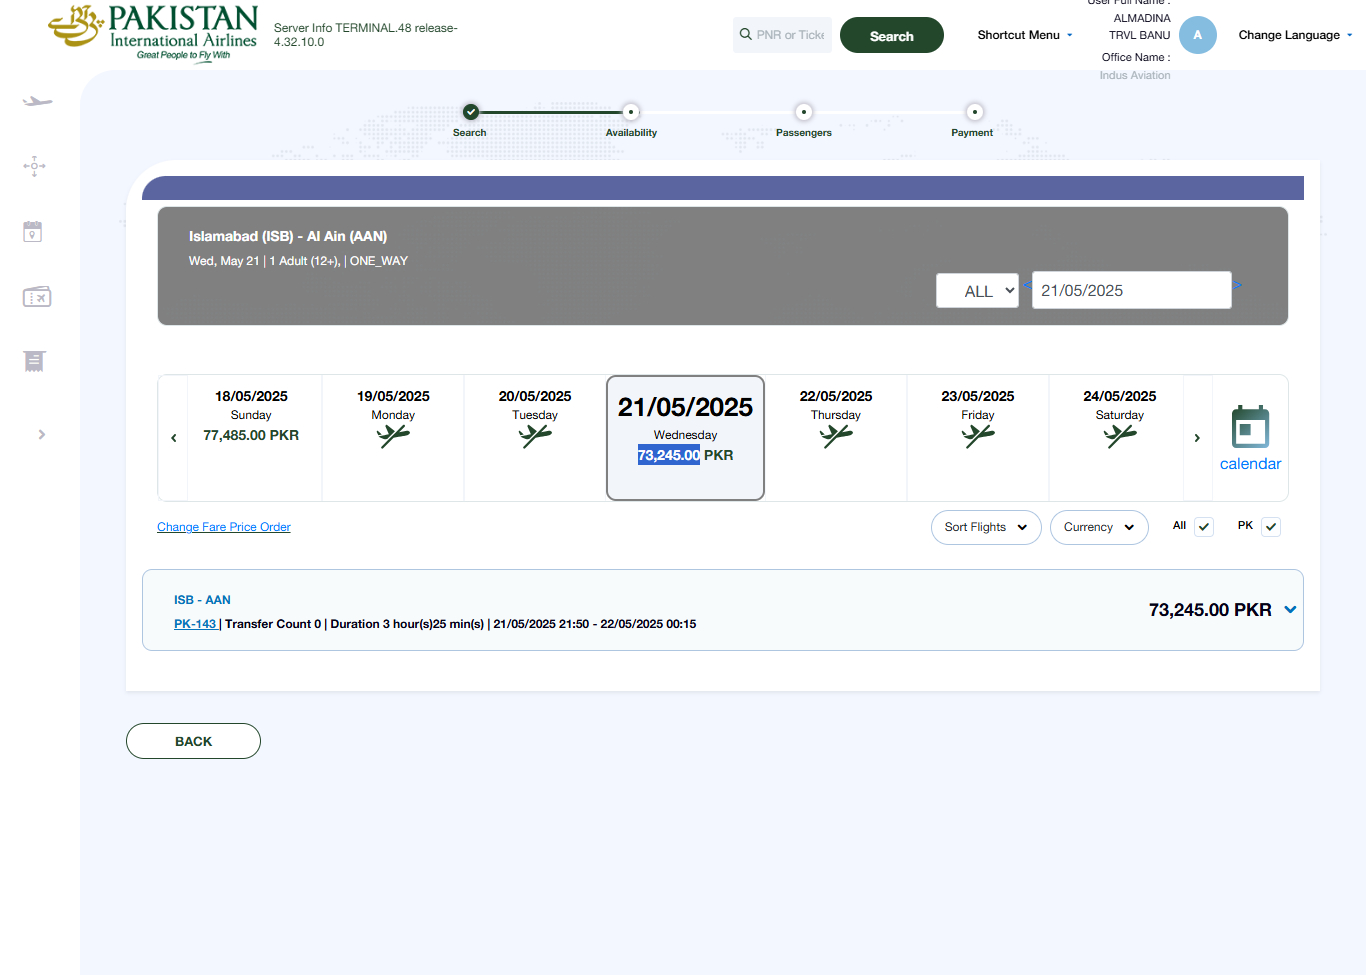 User Full Name :
PAKISTAN
International Airlines
Great People to Fly With
Server Info TERMINAL.48 release-
4.32.10.0
PNR or Ticke
Search
Shortcut Menu
ALMADINA
TRVL BANU
Office Name :
Indus Aviation
A
Change Language
Search
Availability
Passengers
Payment
Islamabad (ISB) - Al Ain (AAN)
Wed, May 21 | 1 Adult (12+), | ONE_WAY
ALL
<
21/05/2025
>
18/05/2025
Sunday
77,485.00 PKR
19/05/2025
Monday
20/05/2025
Tuesday
21/05/2025
Wednesday
73,245.00 PKR
22/05/2025
Thursday
23/05/2025
Friday
24/05/2025
Saturday
calendar
Change Fare Price Order
Sort Flights
Currency
All
PK
ISB - AAN
PK-143 | Transfer Count 0 | Duration 3 hour(s)25 min(s) | 21/05/2025 21:50 - 22/05/2025 00:15
73,245.00 PKR
BACK